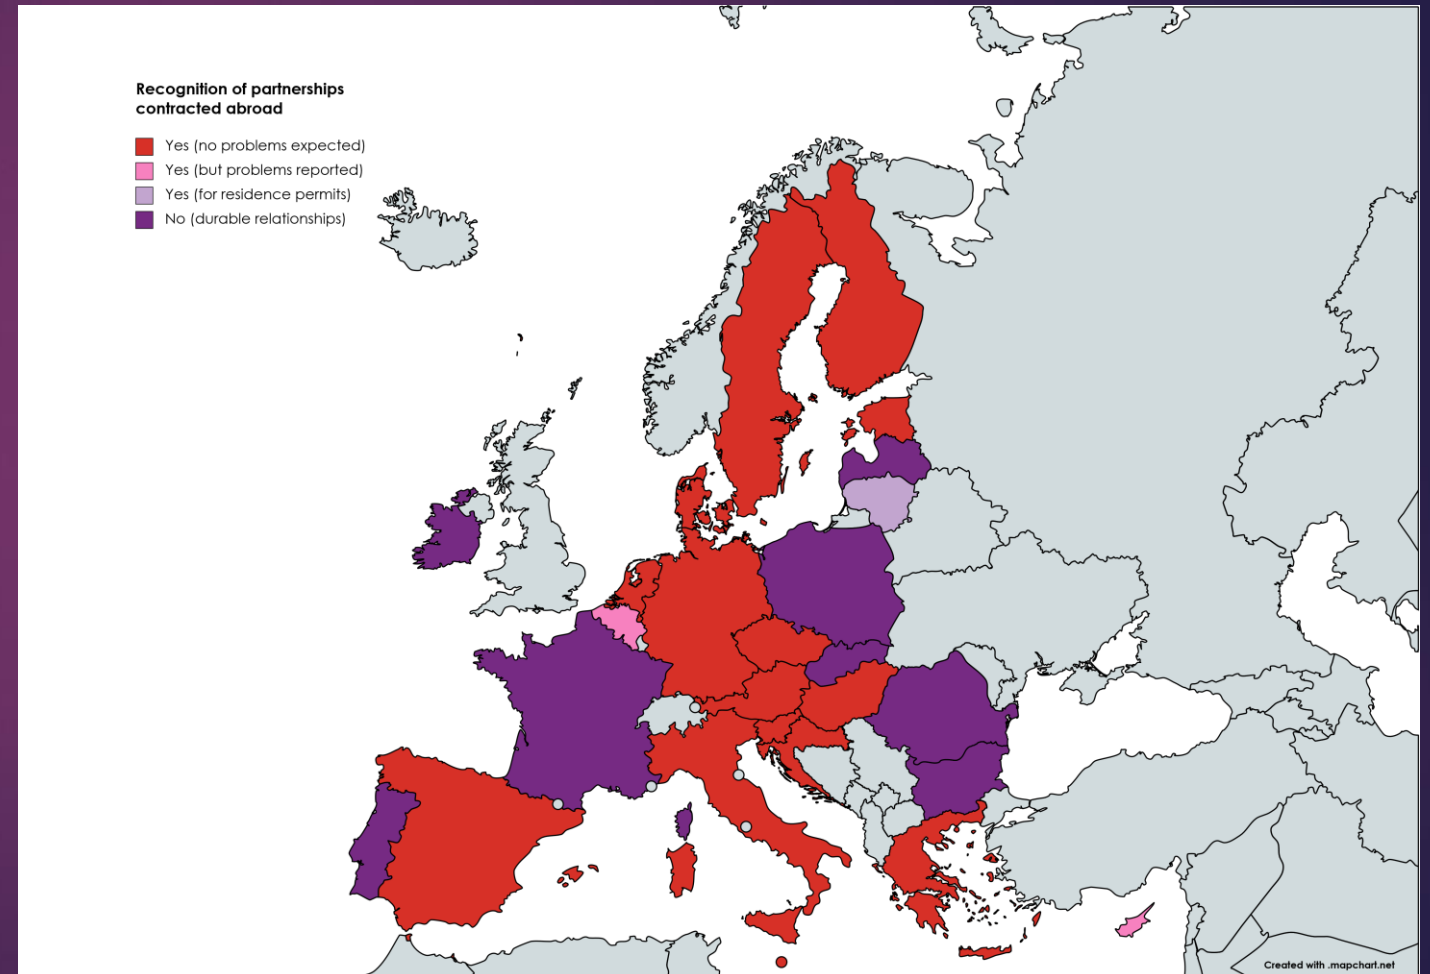 Recognition of partnerships
contracted abroad
Yes (no problems expected)
Yes (but problems reported)
Yes (for residence permits)
No (durable relationships)
Created with .mapchart.net